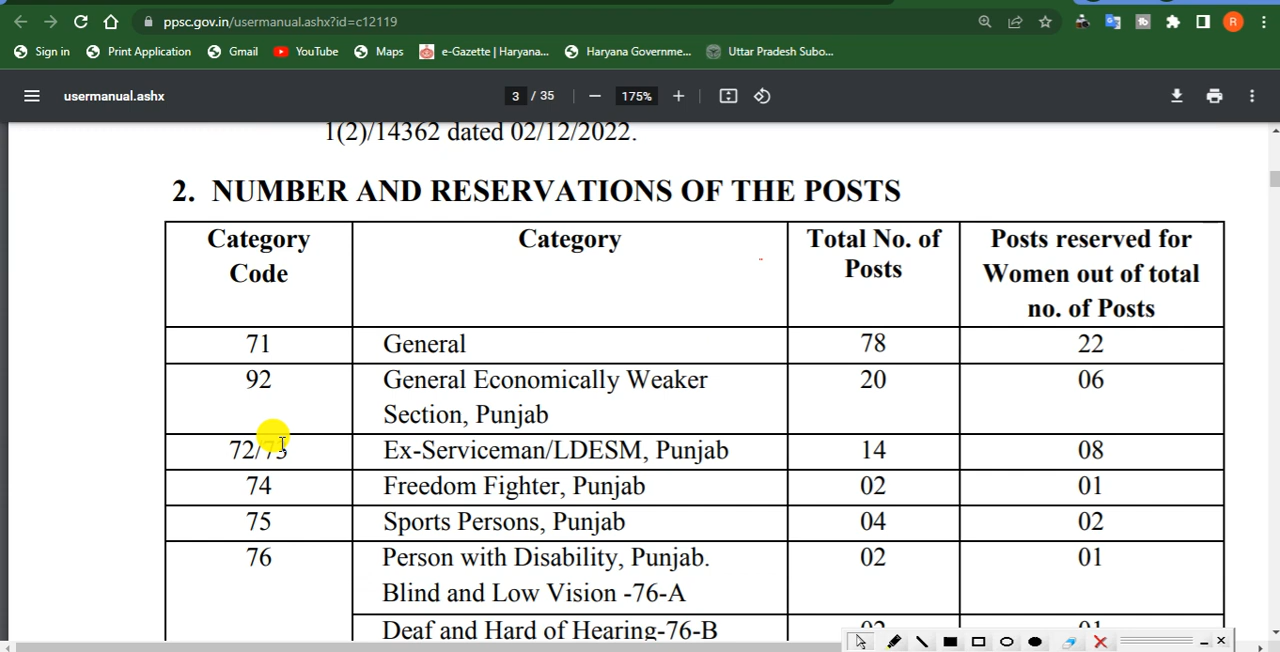 ppsc.gov.in/usermanual.ashx?id=c12119
R
Sign in Print Application Gmail YouTube Maps e-Gazette | Haryana... Haryana Governme... Uttar Pradesh Subo...
usermanual.ashx 3 / 35 175%
1(2)/14362 dated 02/12/2022.
2. NUMBER AND RESERVATIONS OF THE POSTS
Category Code Category Total No. of Posts Posts reserved for Women out of total no. of Posts
71 General 78 22
92 General Economically Weaker Section, Punjab 20 06
72/73 Ex-Serviceman/LDESM, Punjab 14 08
74 Freedom Fighter, Punjab 02 01
75 Sports Persons, Punjab 04 02
76 Person with Disability, Punjab. 02 01
Blind and Low Vision -76-A
Deaf and Hard of Hearing-76-B 02 01